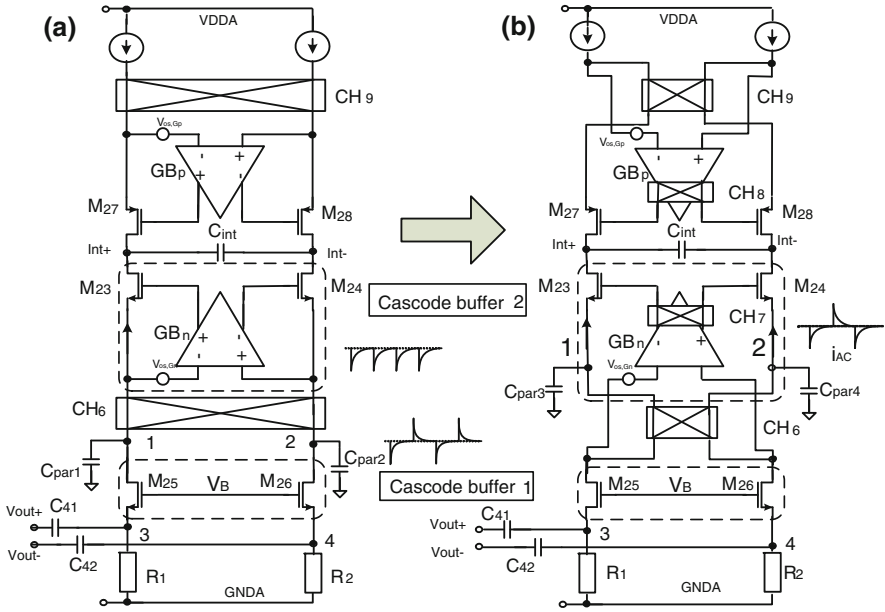 (a)
VDDA
CH 9
Vos,Gp
GBp
- +
+ -
M27
M28
Cint
Int+
Int-
M23
M24
GBn
- +
+ -
Vos,Gn
CH6
1
2
Cpar1
Cpar2
M25
VB
M26
Vout+
C41
Vout-
C42
3
4
R1
R2
GNDA
Cascode buffer 2
Cascode buffer 1
(b)
VDDA
CH9
Vos,Gp
GBp
- +
CH8
M27
M28
Cint
Int+
Int-
M23
M24
CH7
GBn
- +
Vos,Gn
1
2
iAC
Cpar3
Cpar4
CH6
M25
VB
M26
Vout+
C41
Vout-
C42
3
4
R1
R2
GNDA